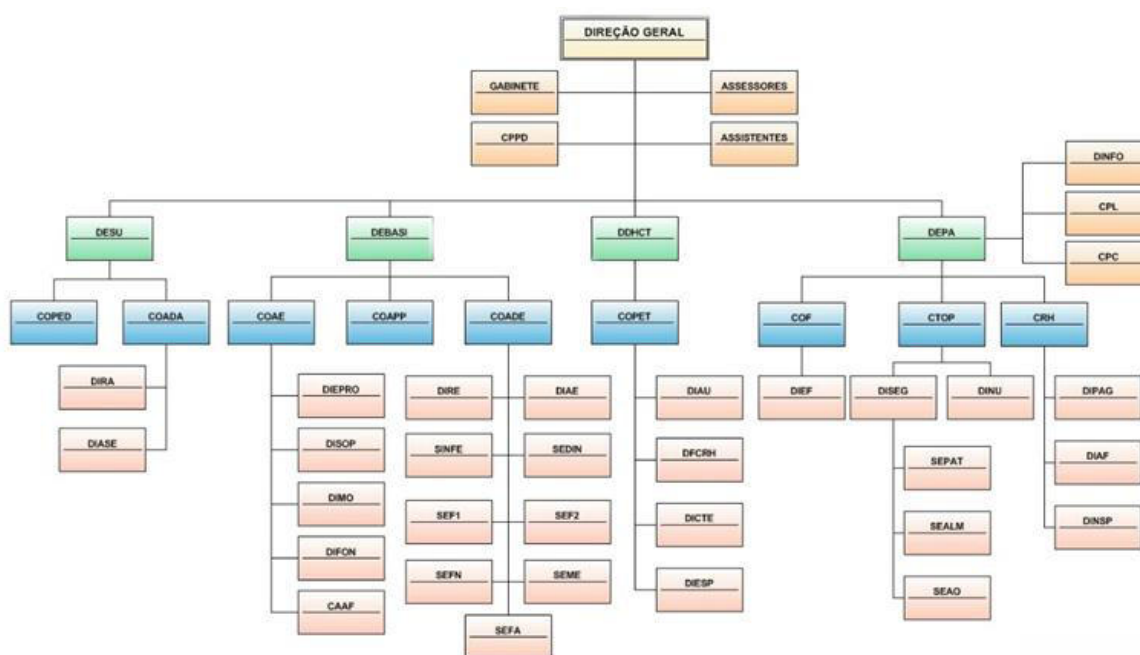 DIREÇÃO GERAL
GABINETE
ASSESSORES
CPPD
ASSISTENTES
DINFO
CPL
CPC
DESU
DEBASI
DDHCT
DEPA
COPED
COADA
COAE
COAPP
COADE
COPET
COF
CTOP
CRH
DIRA
DIASE
DIEPRO
DISOP
DIMO
DIFON
CAAF
DIRE
DIAE
SINFE
SEDIN
SEF1
SEF2
SEFN
SEME
SEFA
DIAU
DFCRH
DICTE
DIESP
DIEF
DISEG
DINU
SEPAT
SEALM
SEAO
DIPAG
DIAF
DINSP